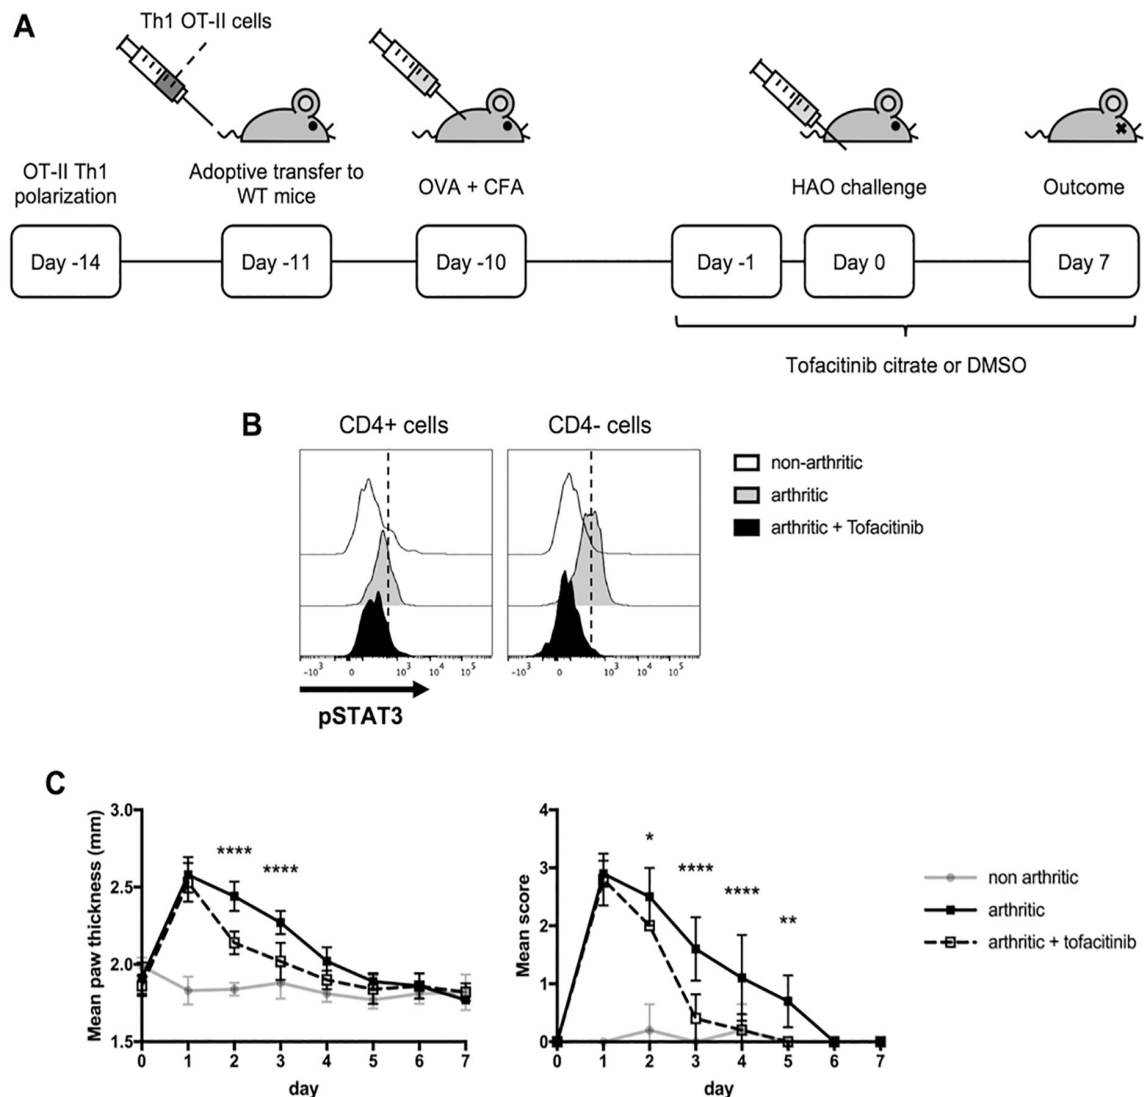 A
Th1 OT-II cells
OT-II Th1
polarization
Adoptive transfer to
WT mice
OVA + CFA
HAO challenge
Outcome
Day -14
Day -11
Day -10
Day -1
Day 0
Day 7
Tofacitinib citrate or DMSO
B
CD4+ cells
CD4- cells
non-arthritic
arthritic
arthritic + Tofacitinib
-10³ 0 10³ 10⁴ 10⁵
-10³ 0 10³ 10⁴ 10⁵
pSTAT3
C
Mean paw thickness (mm)
3.0
2.5
2.0
1.5
**** ****
0 1 2 3 4 5 6 7
day
Mean score
4
3
2
1
0
* **** **** **
0 1 2 3 4 5 6 7
day
non arthritic
arthritic
arthritic + tofacitinib